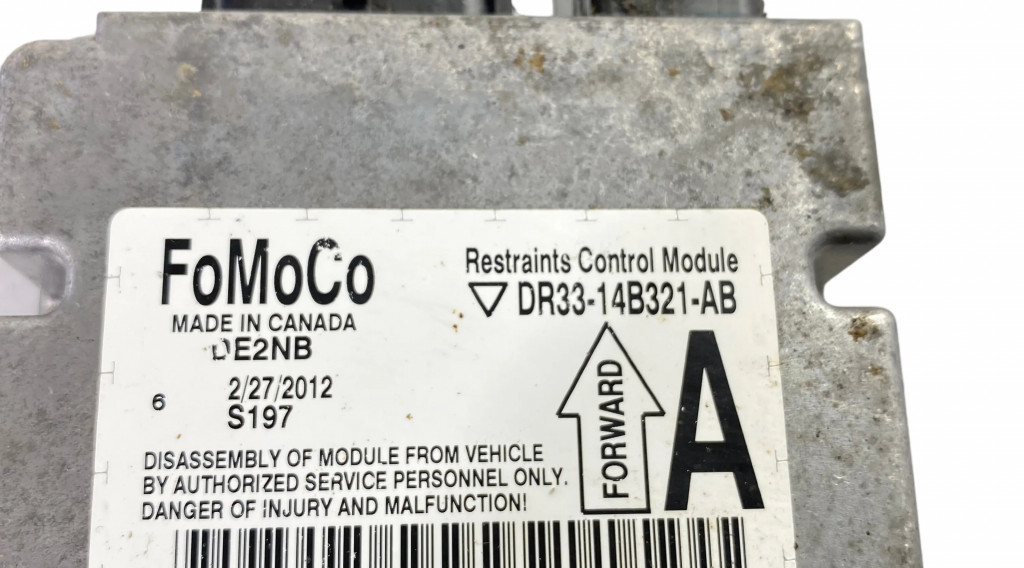 FoMoCo
MADE IN CANADA
DE2NB
6
2/27/2012
S197
Restraints Control Module
DR33-14B321-AB
FORWARD
A
DISASSEMBLY OF MODULE FROM VEHICLE
BY AUTHORIZED SERVICE PERSONNEL ONLY.
DANGER OF INJURY AND MALFUNCTION!